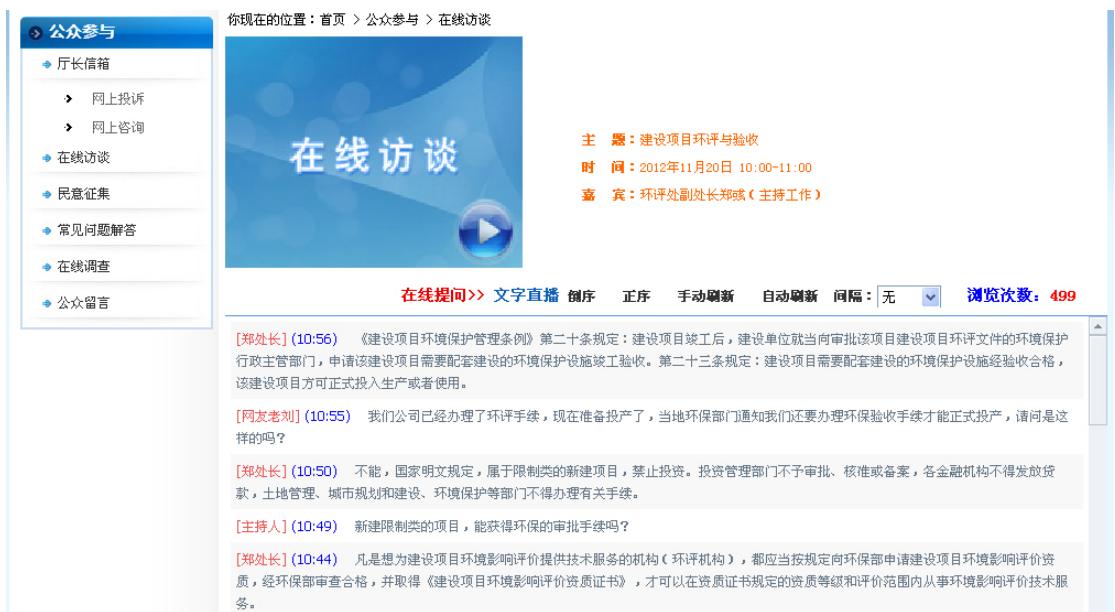 你现在的位置：首页 > 公众参与 > 在线访谈
公众参与
厅长信箱
网上投诉
网上咨询
在线访谈
民意征集
常见问题解答
在线调查
公众留言
在线访谈
主 题：建设项目环评与验收
时 间：2012年11月20日 10:00-11:00
嘉 宾：环评处副处长郑彧（主持工作）
在线提问>> 文字直播 倒序 正序 手动刷新 自动刷新 间隔：无 浏览次数：499
[郑处长] (10:56) 《建设项目环境保护管理条例》第二十条规定：建设项目竣工后，建设单位就当向审批该项目建设项目环评文件的环境保护
行政主管部门，申请该建设项目需要配套建设的环境保护设施竣工验收。第二十三条规定：建设项目需要配套建设的环境保护设施经验收合格，
该建设项目方可正式投入生产或者使用。
[网友老刘] (10:55) 我们公司已经办理了环评手续，现在准备投产了，当地环保部门通知我们还要办理环保验收手续才能正式投产，请问是这
样的吗？
[郑处长] (10:50) 不能，国家明文规定，属于限制类的新建项目，禁止投资。投资管理部门不予审批、核准或备案，各金融机构不得发放贷
款，土地管理、城市规划和建设、环境保护等部门不得办理有关手续。
[主持人] (10:49) 新建限制类的项目，能获得环保的审批手续吗？
[郑处长] (10:44) 凡是想为建设项目环境影响评价提供技术服务的机构（环评机构），都应当按规定向环保部申请建设项目环境影响评价资
质，经环保部审查合格，并取得《建设项目环境影响评价资质证书》，才可以在资质证书规定的资质等级和评价范围内从事环境影响评价技术服
务。